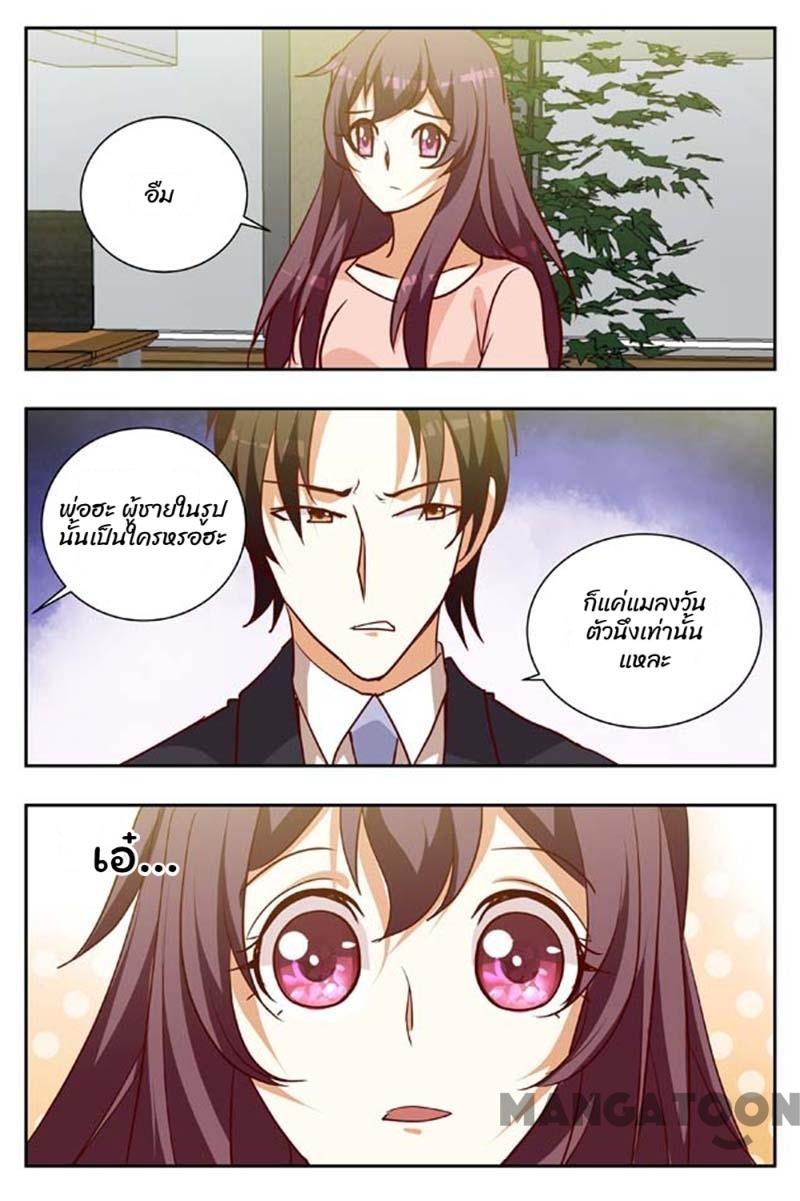 อืม
พ่อฮะ ผู้ชายในรูป
นั้นเป็นใครหรอฮะ
ก็แค่แมลงวัน
ตัวนึงเท่านั้น
แหละ
เอ๋...
MANGATOON